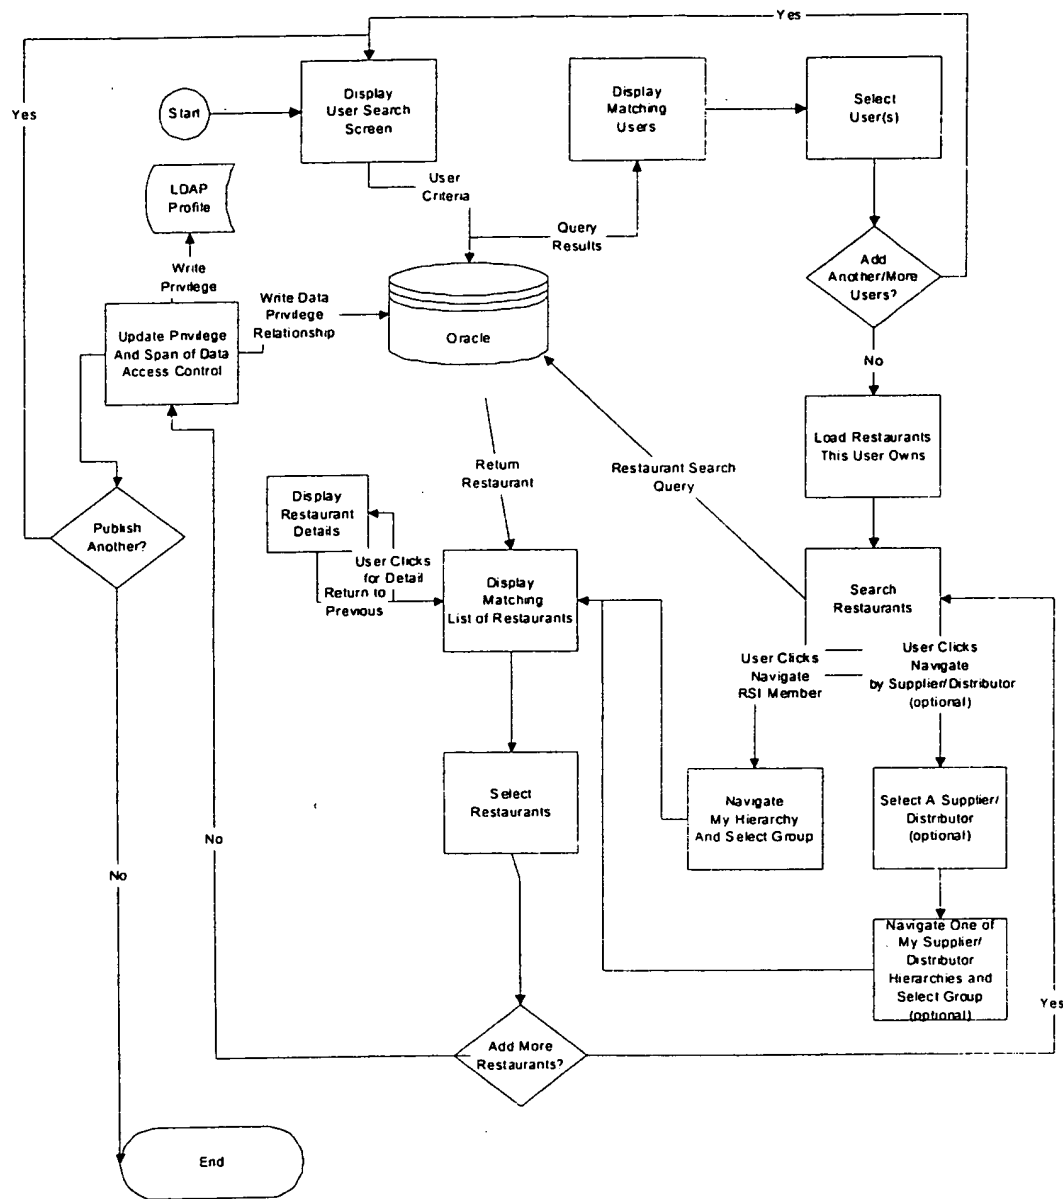 Yes
Yes
Start
Display
User Search
Screen
Display
Matching
Users
Select
User(s)
LDAP
Profile
User
Criteria
Query
Results
Write
Privilege
Add
Another/More
Users?
Write Data
Privilege
Relationship
Update Privilege
And Span of Data
Access Control
Oracle
No
Load Restaurants
This User Owns
Return
Restaurant
Restaurant Search
Query
Display
Restaurant
Details
Publish
Another?
User Clicks
for Detail
Return to
Previous
Display
Matching
List of Restaurants
Search
Restaurants
User Clicks
Navigate
RSI Member
User Clicks
Navigate
by Supplier/Distributor
(optional)
Select
Restaurants
Navigate
My Hierarchy
And Select Group
Select A Supplier/
Distributor
(optional)
No
No
Navigate One of
My Supplier/
Distributor
Hierarchies and
Select Group
(optional)
Yes
Add More
Restaurants?
End